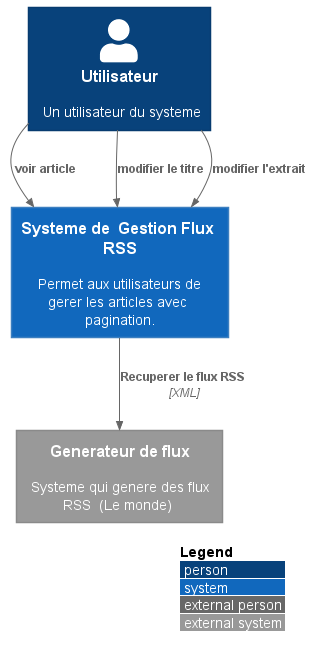 Utilisateur
Un utilisateur du systeme
voir article
modifier le titre
modifier l'extrait
Systeme de Gestion Flux
RSS
Permet aux utilisateurs de
gerer les articles avec
pagination.
Recuperer le flux RSS
[XML]
Generateur de flux
Systeme qui genere des flux
RSS (Le monde)
Legend
person
system
external person
external system